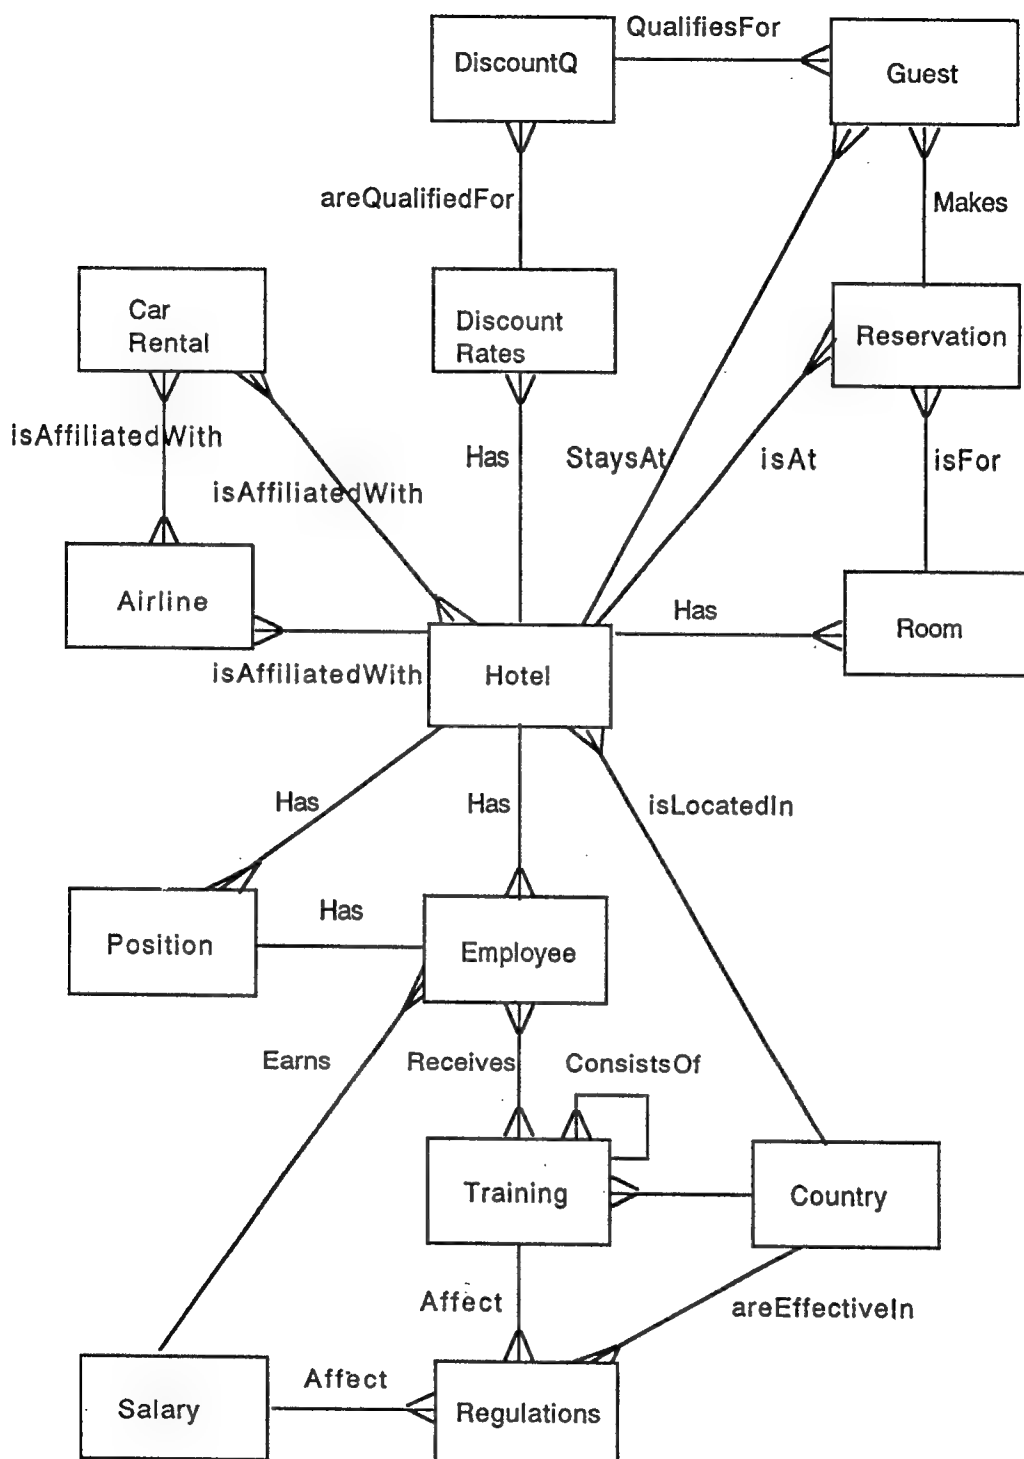 QualifiesFor
DiscountQ
Guest
areQualifiedFor
Makes
Car
Rental
Discount
Rates
Reservation
isAffiliatedWith
Has
StaysAt
isAt
isFor
isAffiliatedWith
Airline
Has
Room
isAffiliatedWith
Hotel
Has
Has
isLocatedIn
Has
Position
Employee
Earns
Receives
ConsistsOf
Training
Country
Affect
areEffectiveIn
Affect
Salary
Regulations